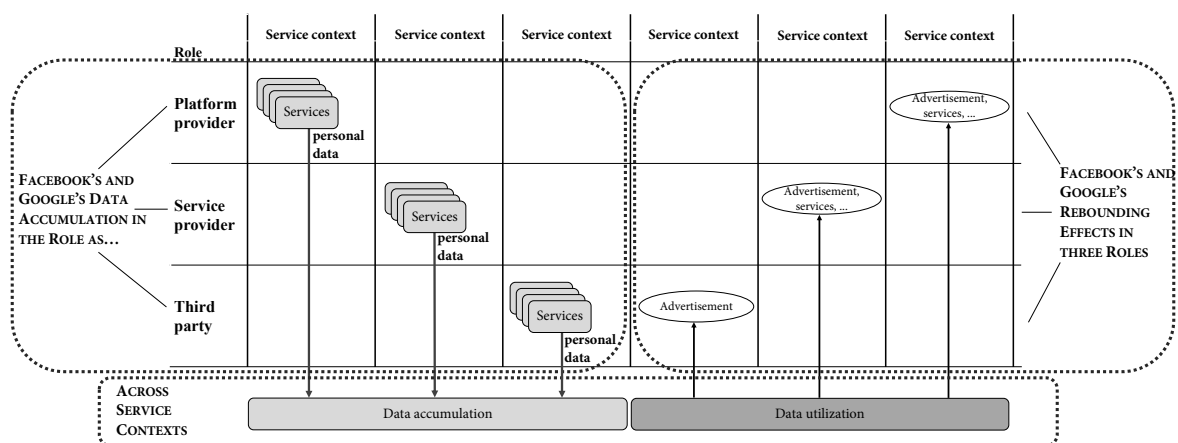 Service context
Service context
Service context
Service context
Service context
Service context
Role
Platform
provider
Services
personal
data
Advertisement,
services, ...
FACEBOOK'S AND
GOOGLE'S DATA
ACCUMULATION IN
THE ROLE AS...
Service
provider
Services
personal
data
Advertisement,
services, ...
FACEBOOK'S AND
GOOGLE'S
REBOUNDING
EFFECTS IN
THREE ROLES
Third
party
Services
personal
data
Advertisement
ACROSS
SERVICE
CONTEXTS
Data accumulation
Data utilization